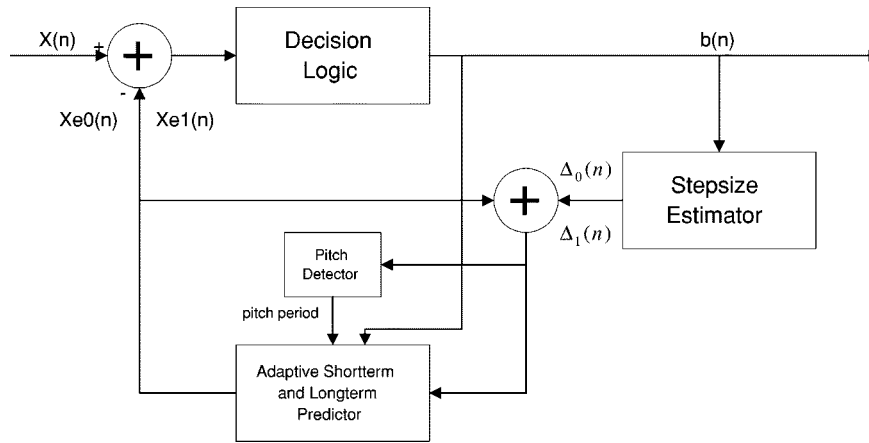 X(n)
+
+
-
Decision
Logic
b(n)
Xe0(n)
Xe1(n)
+
Δ₀(n)
Δ₁(n)
Stepsize
Estimator
Pitch
Detector
pitch period
Adaptive Shortterm
and Longterm
Predictor